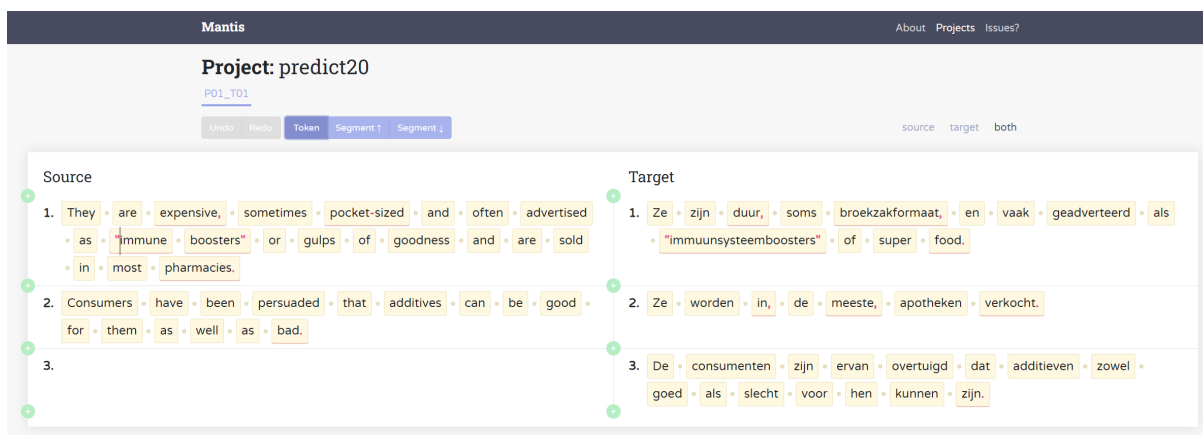 Mantis
About Projects Issues?
Project: predict20
P01_T01
Undo Redo Token Segment ↑ Segment ↓
source target both
Source
1. They are expensive, sometimes pocket-sized and often advertised
as "immune boosters" or gulps of goodness and are sold
in most pharmacies.
2. Consumers have been persuaded that additives can be good
for them as well as bad.
3.
Target
1. Ze zijn duur, soms broekzakformaat, en vaak geadverteerd als
"immuunsysteemboosters" of super food.
2. Ze worden in, de meeste, apotheken verkocht.
3. De consumenten zijn ervan overtuigd dat additieven zowel
goed als slecht voor hen kunnen zijn.